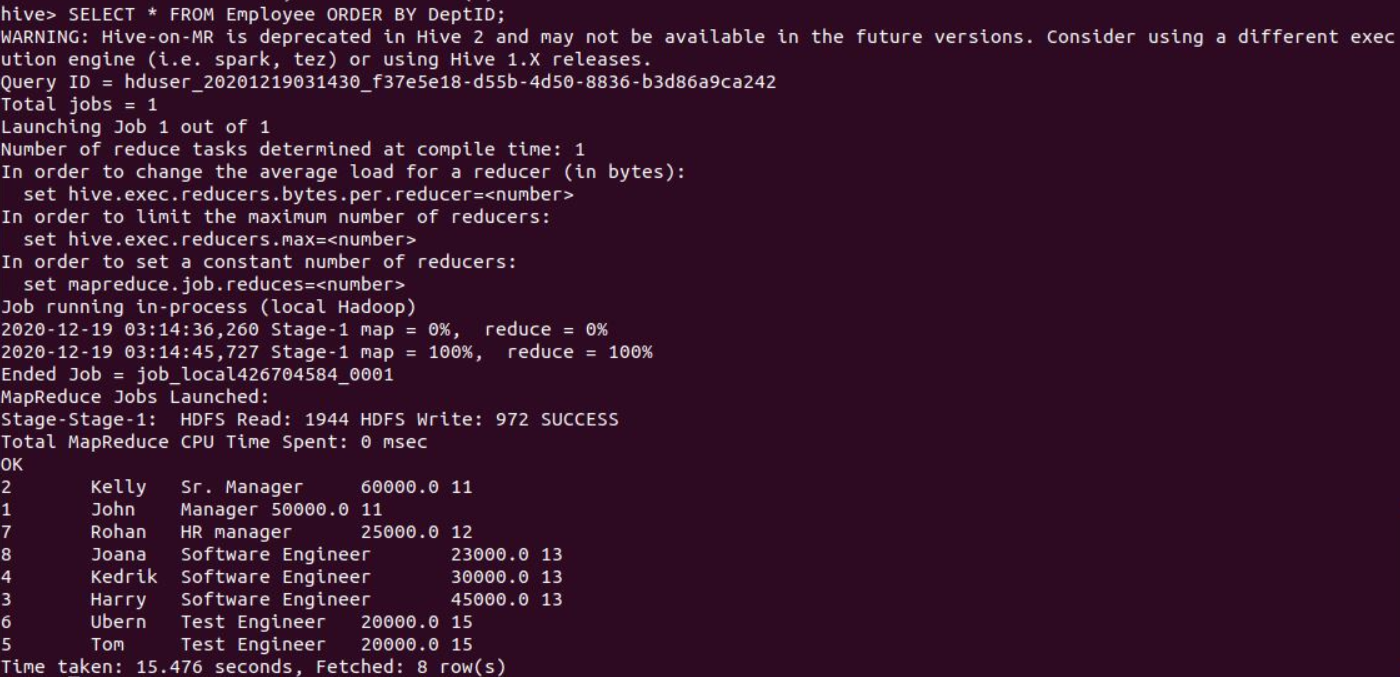 hive> SELECT * FROM Employee ORDER BY DeptID;
WARNING: Hive-on-MR is deprecated in Hive 2 and may not be available in the future versions. Consider using a different exec
ution engine (i.e. spark, tez) or using Hive 1.X releases.
Query ID = hduser_20201219031430_f37e5e18-d55b-4d50-8836-b3d86a9ca242
Total jobs = 1
Launching Job 1 out of 1
Number of reduce tasks determined at compile time: 1
In order to change the average load for a reducer (in bytes):
  set hive.exec.reducers.bytes.per.reducer=<number>
In order to limit the maximum number of reducers:
  set hive.exec.reducers.max=<number>
In order to set a constant number of reducers:
  set mapreduce.job.reduces=<number>
Job running in-process (local Hadoop)
2020-12-19 03:14:36,260 Stage-1 map = 0%,  reduce = 0%
2020-12-19 03:14:45,727 Stage-1 map = 100%,  reduce = 100%
Ended Job = job_local426704584_0001
MapReduce Jobs Launched:
Stage-Stage-1:  HDFS Read: 1944 HDFS Write: 972 SUCCESS
Total MapReduce CPU Time Spent: 0 msec
OK
2       Kelly   Sr. Manager     60000.0 11
1       John    Manager 50000.0 11
7       Rohan   HR manager      25000.0 12
8       Joana   Software Engineer       23000.0 13
4       Kedrik  Software Engineer       30000.0 13
3       Harry   Software Engineer       45000.0 13
6       Ubern   Test Engineer   20000.0 15
5       Tom     Test Engineer   20000.0 15
Time taken: 15.476 seconds, Fetched: 8 row(s)